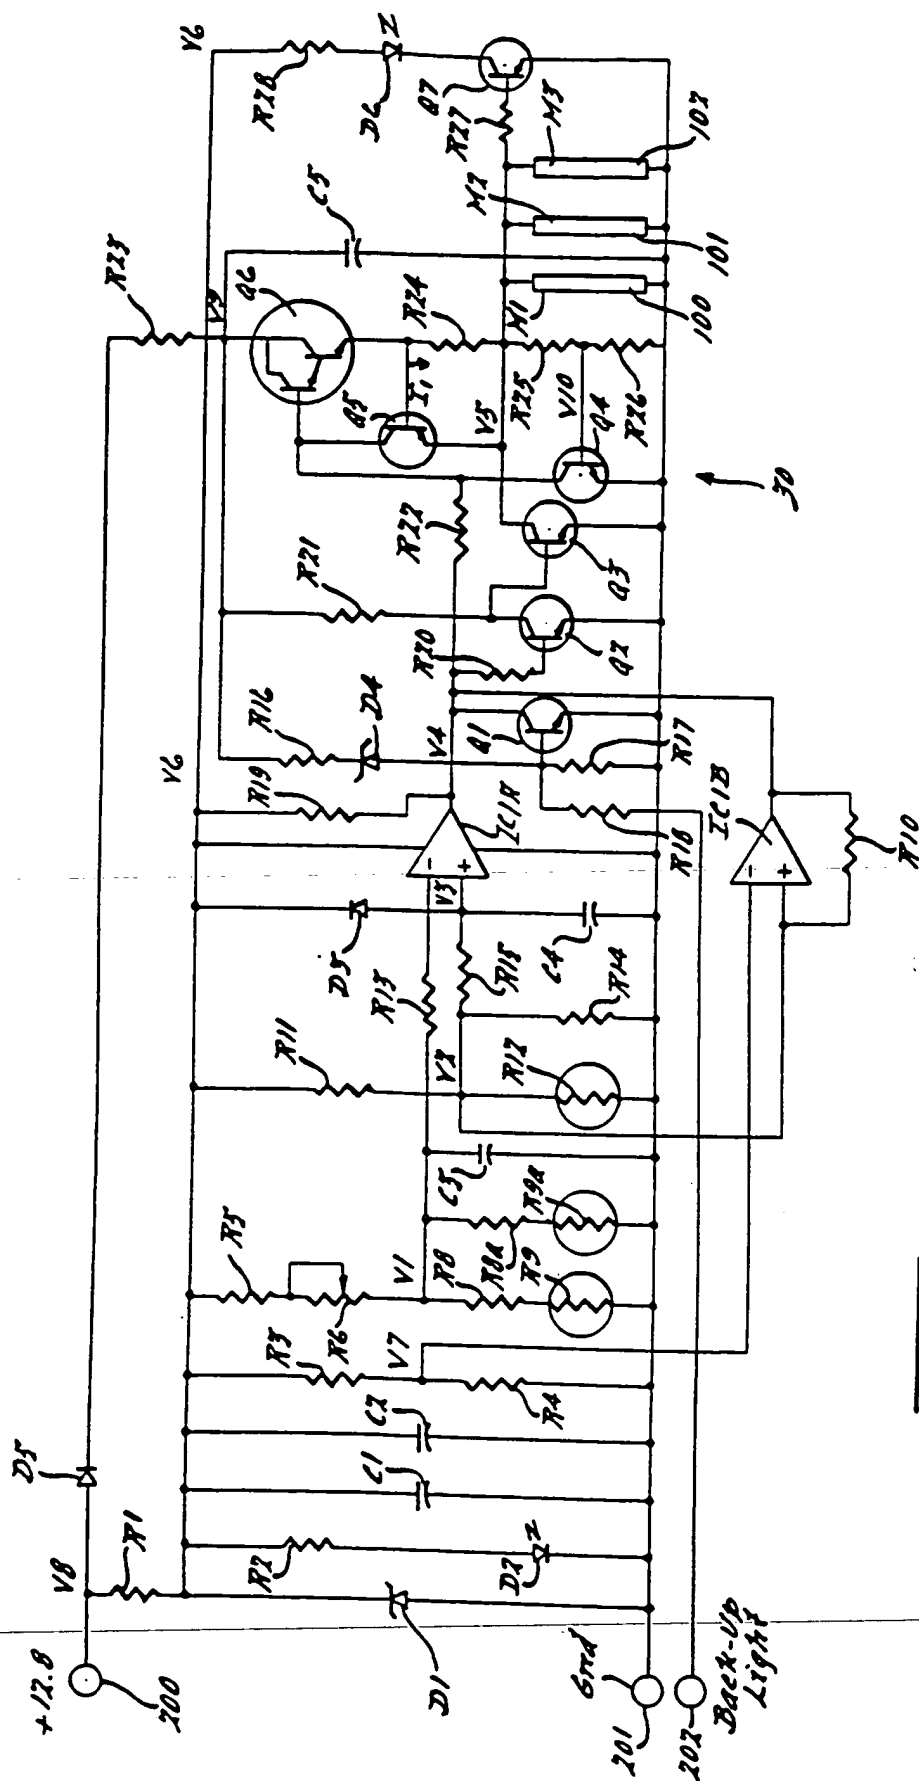 +12.8
200
V8
R1
D5
R23
V6
V6
V9
R2
D1
D2
C1
C2
R3
V7
R4
R5
R6
V1
R8
R9
R8a
R9a
C3
R11
V2
R12
R14
R13
R15
D3
V3
C4
IC1A
R19
V4
R16
D4
Q1
R17
R18
R20
R21
Q2
Q3
R22
Q5
Q6
I1
V5
R24
R25
V10
R26
Q4
C5
M1
100
M2
101
M3
102
R27
Q7
D6
R28
Gnd
201
202
Back-Up
Light
IC1B
R10
30